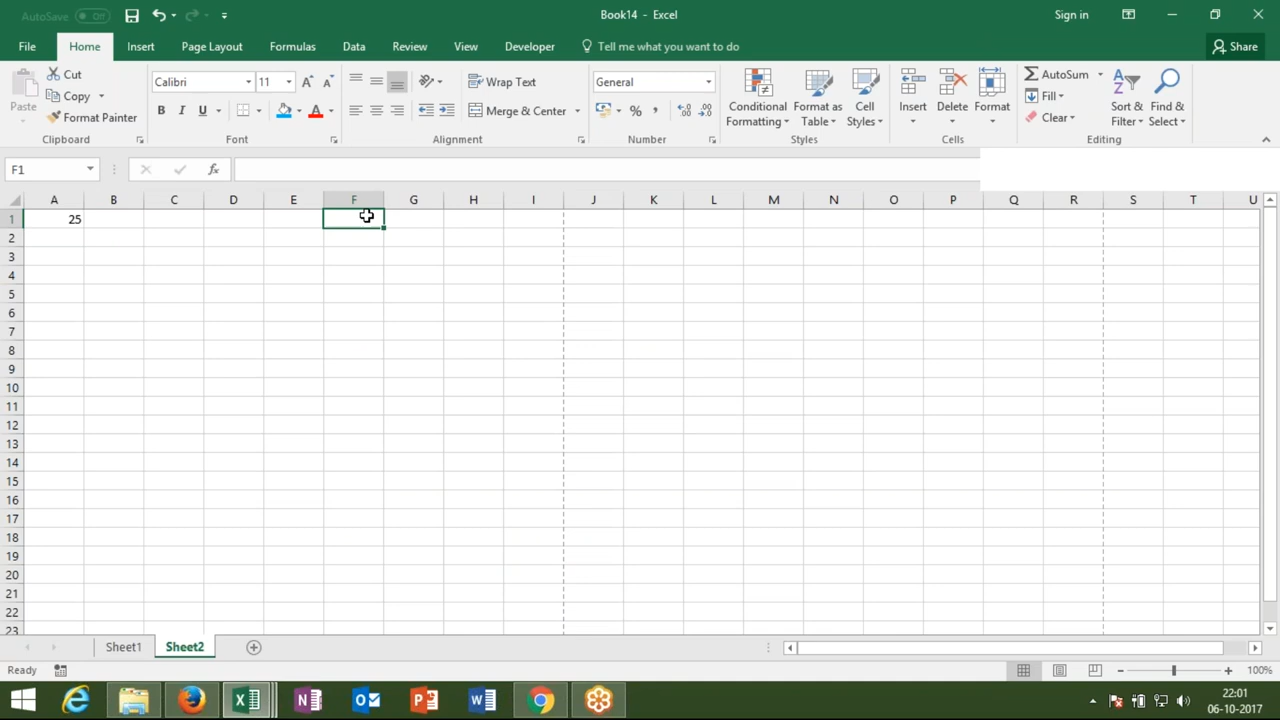 AutoSave Off
Book14 - Excel
Sign in
File Home Insert Page Layout Formulas Data Review View Developer Tell me what you want to do Share
Paste
Cut
Copy
Format Painter
Clipboard
Calibri 11
B I U
Font
Wrap Text
Merge & Center
Alignment
General
%
Number
Conditional Formatting
Format as Table
Cell Styles
Styles
Insert
Delete
Format
Cells
AutoSum
Fill
Clear
Sort & Filter
Find & Select
Editing
F1
fx
A B C D E F G H I J K L M N O P Q R S T U
1 25
2
3
4
5
6
7
8
9
10
11
12
13
14
15
16
17
18
19
20
21
22
23
Sheet1 Sheet2
Ready
100%
22:01
06-10-2017